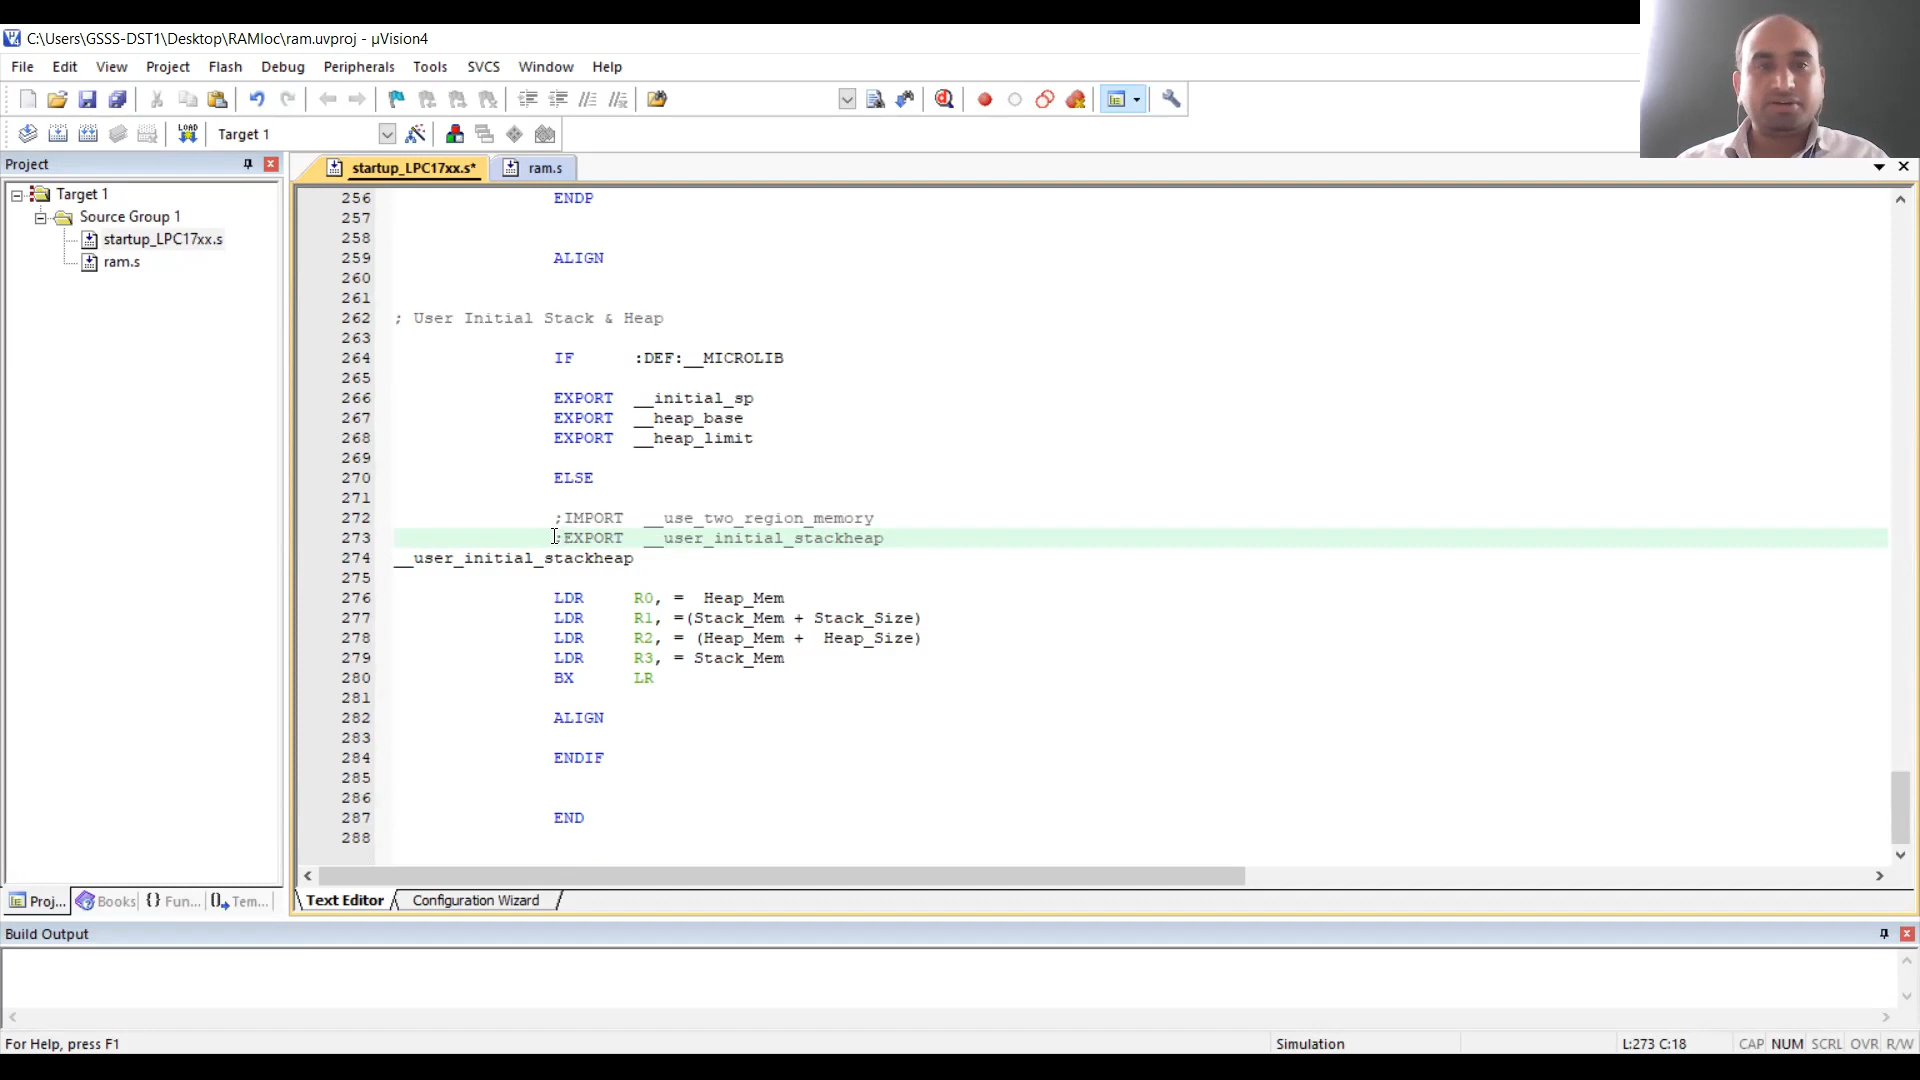 C:\Users\GSSS-DST1\Desktop\RAMloc\ram.uvproj - µVision4
File Edit View Project Flash Debug Peripherals Tools SVCS Window Help
LOAD Target 1
Project
startup_LPC17xx.s* ram.s
Target 1
Source Group 1
startup_LPC17xx.s
ram.s
256 ENDP
257
258
259 ALIGN
260
261
262 ; User Initial Stack & Heap
263
264 IF :DEF:__MICROLIB
265
266 EXPORT __initial_sp
267 EXPORT __heap_base
268 EXPORT __heap_limit
269
270 ELSE
271
272 ;IMPORT __use_two_region_memory
273 ;EXPORT __user_initial_stackheap
274 __user_initial_stackheap
275
276 LDR R0, = Heap_Mem
277 LDR R1, =(Stack_Mem + Stack_Size)
278 LDR R2, = (Heap_Mem + Heap_Size)
279 LDR R3, = Stack_Mem
280 BX LR
281
282 ALIGN
283
284 ENDIF
285
286
287 END
288
Proj... Books {} Fun... Tem...
Text Editor Configuration Wizard
Build Output
For Help, press F1
Simulation
L:273 C:18
CAP NUM SCRL OVR R/W